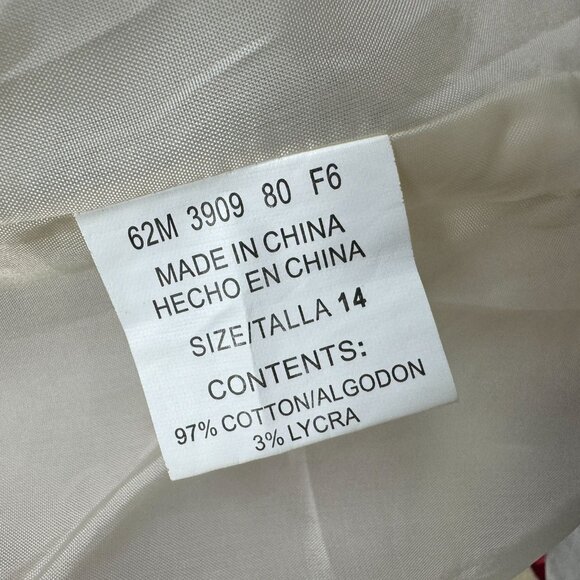 62M 3909 80 F6
MADE IN CHINA
HECHO EN CHINA
SIZE/TALLA 14
CONTENTS:
97% COTTON/ALGODON
3% LYCRA